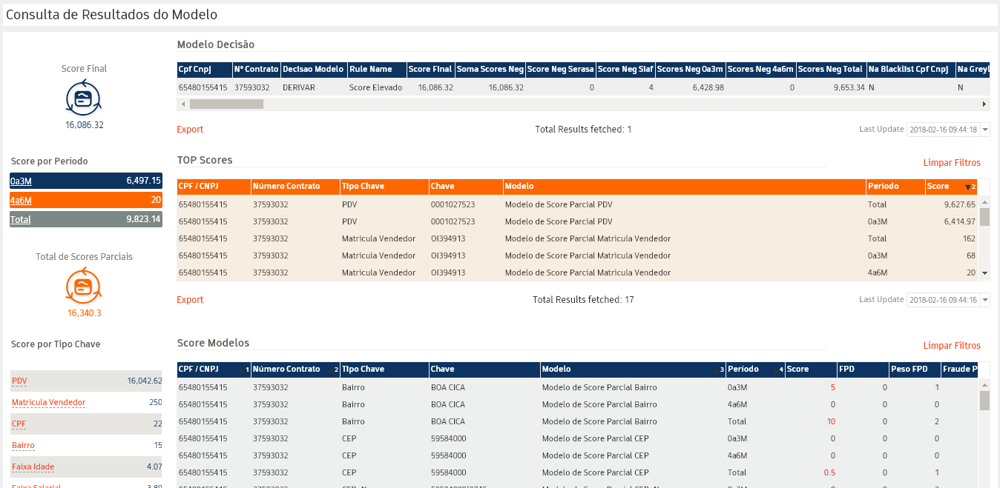 Consulta de Resultados do Modelo
Score Final
16,086.32
Score por Periodo
0a3M 6,497.15
4a6M 20
Total 9,823.14
Total de Scores Parciais
16,340.3
Score por Tipo Chave
PDV 16,042.62
Matricula Vendedor 250
CPF 22
Bairro 15
Faixa Idade 4.07
Faixa Salarial 3.80
Modelo Decisão
Cpf Cnpj Nº Contrato Decisao Modelo Rule Name Score Final Soma Scores Neg Score Neg Serasa Score Neg Siaf Scores Neg 0a3m Scores Neg 4a6m Scores Neg Total Na Blacklist Cpf Cnpj Na Greyl
65480155415 37593032 DERIVAR Score Elevado 16,086.32 16,086.32 0 4 6,428.98 0 9,653.34 N N
Export Total Results fetched: 1 Last Update 2018-02-16 09:44:18
TOP Scores Limpar Filtros
CPF / CNPJ Número Contrato Tipo Chave Chave Modelo Periodo Score 2
65480155415 37593032 PDV 0001027523 Modelo de Score Parcial PDV Total 9,627.65
65480155415 37593032 PDV 0001027523 Modelo de Score Parcial PDV 0a3M 6,414.97
65480155415 37593032 Matricula Vendedor OI394913 Modelo de Score Parcial Matricula Vendedor Total 162
65480155415 37593032 Matricula Vendedor OI394913 Modelo de Score Parcial Matricula Vendedor 0a3M 68
65480155415 37593032 Matricula Vendedor OI394913 Modelo de Score Parcial Matricula Vendedor 4a6M 20
Export Total Results fetched: 17 Last Update 2018-02-16 09:44:16
Score Modelos Limpar Filtros
CPF / CNPJ 1 Número Contrato 2 Tipo Chave Chave Modelo 3 Periodo 4 Score FPD Peso FPD Fraude P
65480155415 37593032 Bairro BOA CICA Modelo de Score Parcial Bairro 0a3M 5 0 1
65480155415 37593032 Bairro BOA CICA Modelo de Score Parcial Bairro 4a6M 0 0 0
65480155415 37593032 Bairro BOA CICA Modelo de Score Parcial Bairro Total 10 0 2
65480155415 37593032 CEP 59584000 Modelo de Score Parcial CEP 0a3M 0 0 0
65480155415 37593032 CEP 59584000 Modelo de Score Parcial CEP 4a6M 0 0 0
65480155415 37593032 CEP 59584000 Modelo de Score Parcial CEP Total 0.5 0 1